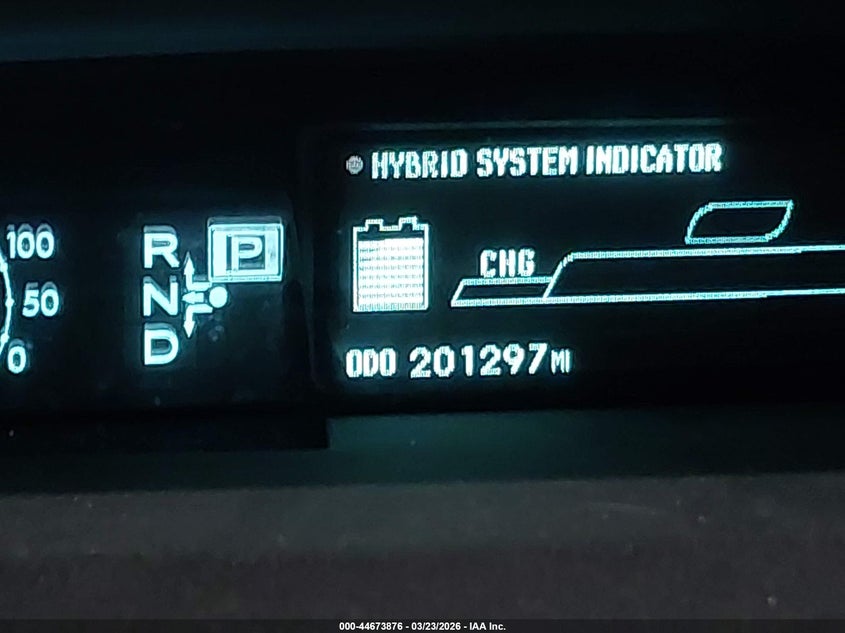 HYBRID SYSTEM INDICATOR
100
50
0
R
P
N
D
CHG
ODO 201297 MI
000-44673876 - 03/23/2026 - IAA Inc.